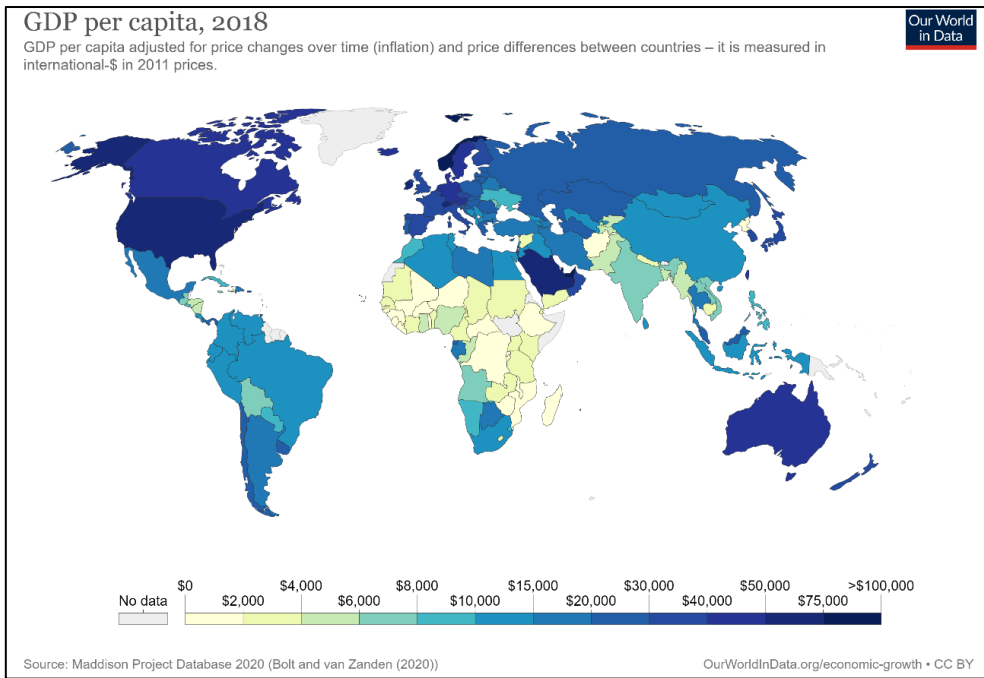 GDP per capita, 2018
Our World
in Data
GDP per capita adjusted for price changes over time (inflation) and price differences between countries – it is measured in
international-$ in 2011 prices.
No data
$0 $4,000 $8,000 $15,000 $30,000 $50,000 >$100,000
$2,000 $6,000 $10,000 $20,000 $40,000 $75,000
Source: Maddison Project Database 2020 (Bolt and van Zanden (2020))
OurWorldInData.org/economic-growth • CC BY